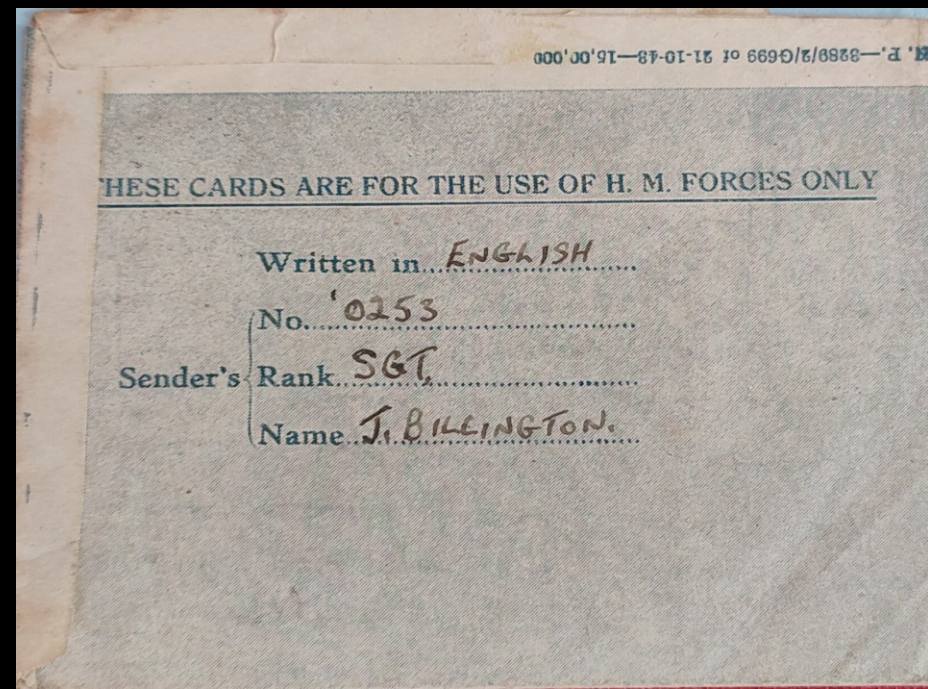 P.—3289/2/G699 of 21-10-43—15,00,000
HESE CARDS ARE FOR THE USE OF H. M. FORCES ONLY
Written in ENGLISH
No. '0253
Sender's Rank SGT.
Name J. BILLINGTON.